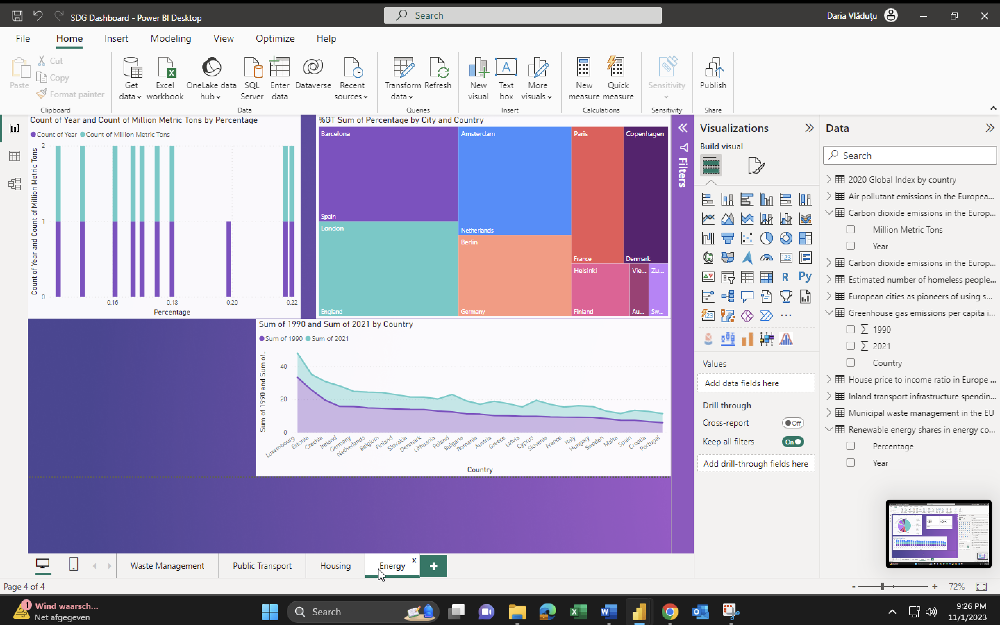 SDG Dashboard - Power BI Desktop
Search
Daria Vlăduțu
File Home Insert Modeling View Optimize Help
Paste
Cut
Copy
Format painter
Clipboard
Get data
Excel workbook
OneLake data hub
SQL Server
Enter data
Dataverse
Recent sources
Data
Transform data
Refresh
Queries
New visual
Text box
More visuals
Insert
New measure
Quick measure
Calculations
Sensitivity
Sensitivity
Publish
Share
Count of Year and Count of Million Metric Tons by Percentage
Count of Year Count of Million Metric Tons
Count of Year and Count of Million Metric Tons
2
1
0
0.16 0.18 0.20 0.22
Percentage
%GT Sum of Percentage by City and Country
Barcelona
Spain
London
England
Amsterdam
Netherlands
Berlin
Germany
Paris
France
Copenhagen
Denmark
Helsinki
Finland
Vie...
Au...
Zu...
Sw...
Sum of 1990 and Sum of 2021 by Country
Sum of 1990 Sum of 2021
Sum of 1990 and Sum of...
40
20
0
Luxembourg Estonia Czechia Ireland Germany Netherlands Belgium Finland Slovakia Denmark Lithuania Poland Bulgaria Romania Austria Greece Latvia Cyprus Slovenia France Italy Hungary Sweden Malta Spain Croatia Portugal
Country
Filters
Visualizations
Build visual
R Py
123
Values
Add data fields here
Drill through
Cross-report Off
Keep all filters On
Add drill-through fields here
Data
Search
2020 Global Index by country
Air pollutant emissions in the Europea...
Carbon dioxide emissions in the Europ...
Million Metric Tons
Year
Carbon dioxide emissions in the Europ...
Estimated number of homeless people...
European cities as pioneers of using s...
Greenhouse gas emissions per capita i...
1990
2021
Country
House price to income ratio in Europe ...
Inland transport infrastructure spendin...
Municipal waste management in the EU
Renewable energy shares in energy co...
Percentage
Year
48K 800K
Waste Management Public Transport Housing Energy x +
Page 4 of 4
- + 72%
1
Wind waarsch...
Net afgegeven
Search
9:26 PM
11/1/2023